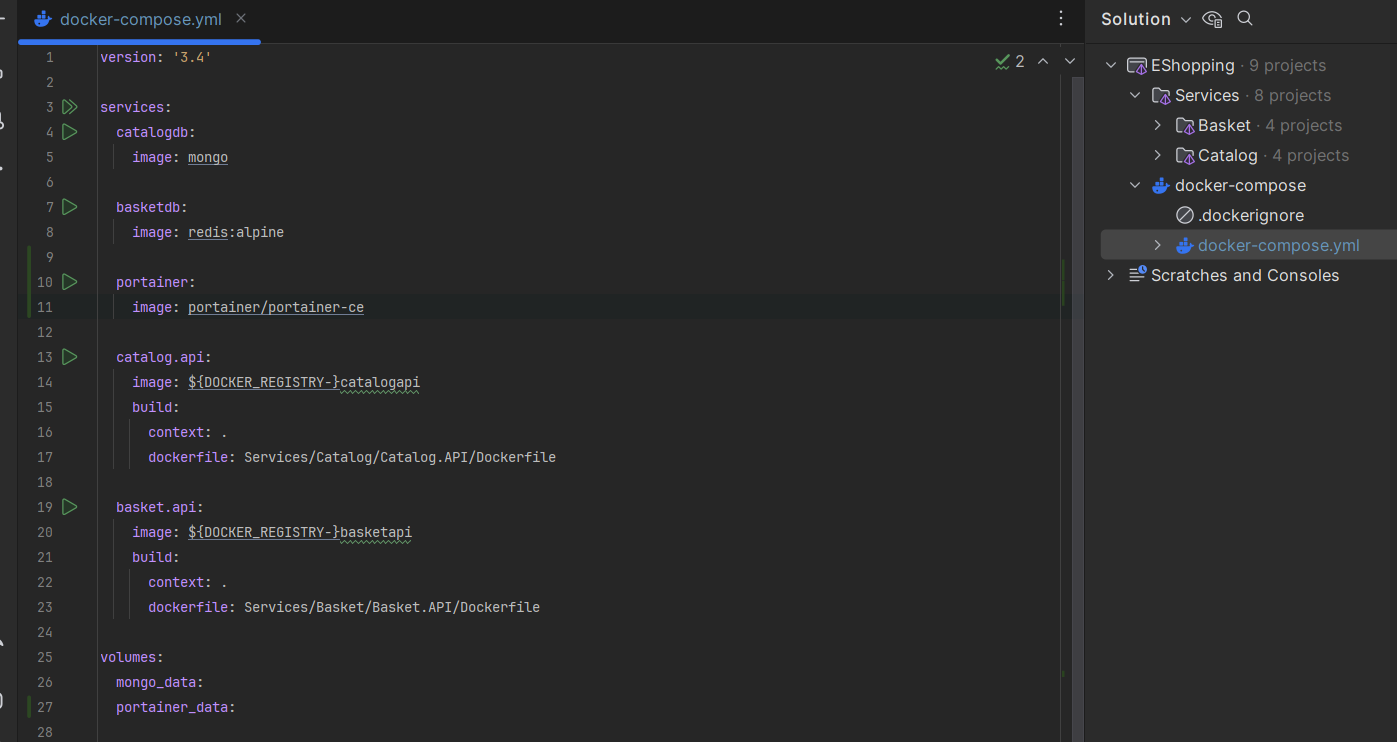 docker-compose.yml
2
1 version: '3.4'
2
3 services:
4 catalogdb:
5 image: mongo
6
7 basketdb:
8 image: redis:alpine
9
10 portainer:
11 image: portainer/portainer-ce
12
13 catalog.api:
14 image: ${DOCKER_REGISTRY-}catalogapi
15 build:
16 context: .
17 dockerfile: Services/Catalog/Catalog.API/Dockerfile
18
19 basket.api:
20 image: ${DOCKER_REGISTRY-}basketapi
21 build:
22 context: .
23 dockerfile: Services/Basket/Basket.API/Dockerfile
24
25 volumes:
26 mongo_data:
27 portainer_data:
28
Solution
EShopping · 9 projects
Services · 8 projects
Basket · 4 projects
Catalog · 4 projects
docker-compose
.dockerignore
docker-compose.yml
Scratches and Consoles